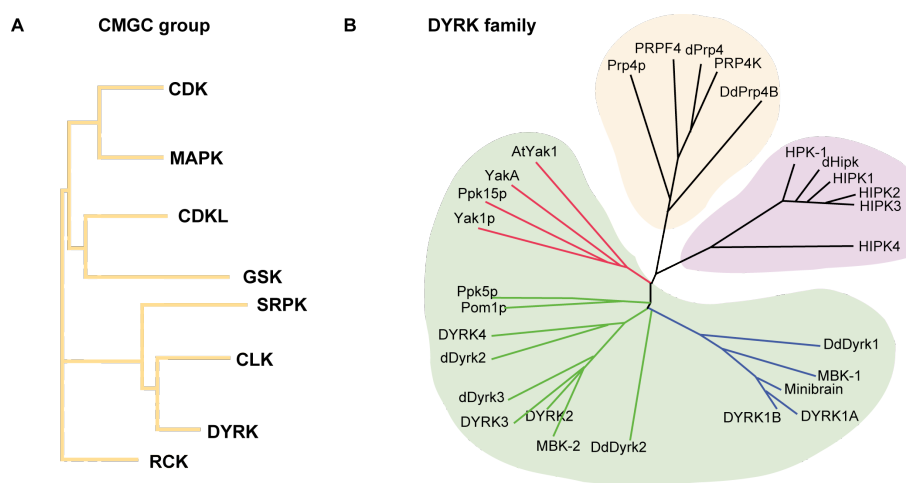 A
CMGC group
CDK
MAPK
CDKL
GSK
SRPK
CLK
DYRK
RCK
B
DYRK family
Prp4p
PRPF4
dPrp4
PRP4K
DdPrp4B
HPK-1
dHipk
HIPK1
HIPK2
HIPK3
HIPK4
AtYak1
YakA
Ppk15p
Yak1p
Ppk5p
Pom1p
DYRK4
dDyrk2
dDyrk3
DYRK3
DYRK2
MBK-2
DdDyrk2
DdDyrk1
MBK-1
Minibrain
DYRK1B
DYRK1A